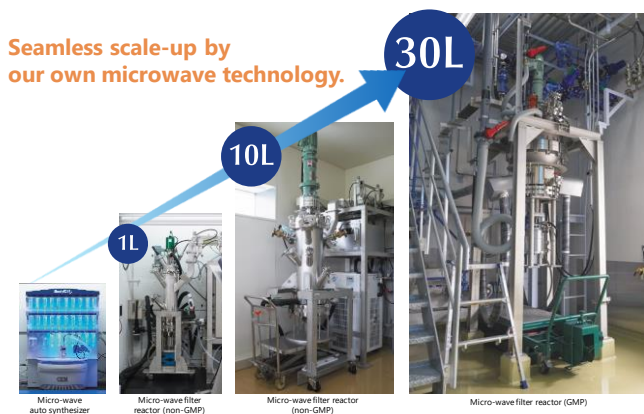 Seamless scale-up by
our own microwave technology.
30L
10L
1L
Micro-wave
auto synthesizer
Micro-wave filter
reactor (non-GMP)
Micro-wave filter reactor
(non-GMP)
Micro-wave filter reactor (GMP)